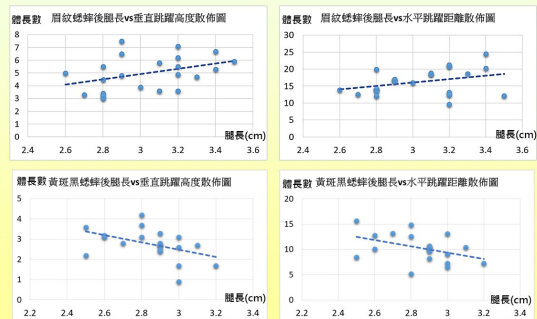 體長數 眉紋蟋蟀後腿長vs垂直跳躍高度散佈圖
8
7
6
5
4
3
2
1
0
2.4 2.6 2.8 3 3.2 3.4 3.6
腿長(cm)
體長數 眉紋蟋蟀後腿長vs水平跳躍距離散佈圖
30
25
20
15
10
5
0
2.4 2.6 2.8 3 3.2 3.4 3.6
腿長(cm)
體長數 黃斑黑蟋蟀後腿長vs垂直跳躍高度散佈圖
5
4
3
2
1
0
2.2 2.4 2.6 2.8 3 3.2 3.4
腿長(cm)
體長數 黃斑黑蟋蟀後腿長vs水平跳躍距離散佈圖
20
15
10
5
0
2.2 2.4 2.6 2.8 3 3.2 3.4
腿長(cm)